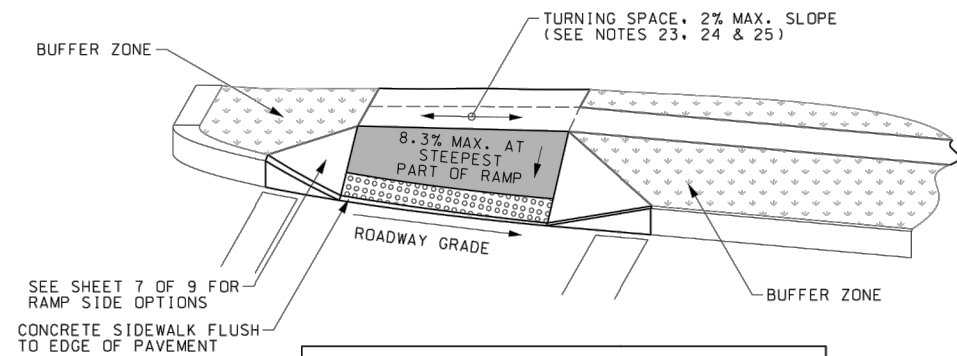 TURNING SPACE, 2% MAX. SLOPE
(SEE NOTES 23, 24 & 25)
BUFFER ZONE
8.3% MAX. AT
STEEPEST
PART OF RAMP
ROADWAY GRADE
SEE SHEET 7 OF 9 FOR
RAMP SIDE OPTIONS
BUFFER ZONE
CONCRETE SIDEWALK FLUSH
TO EDGE OF PAVEMENT